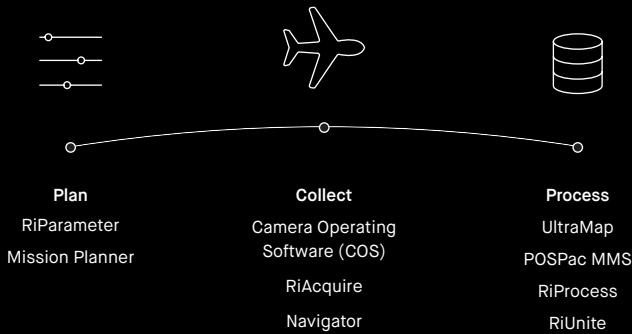 Plan
RiParameter
Mission Planner
Collect
Camera Operating
Software (COS)
RiAcquire
Navigator
Process
UltraMap
POSPac MMS
RiProcess
RiUnite